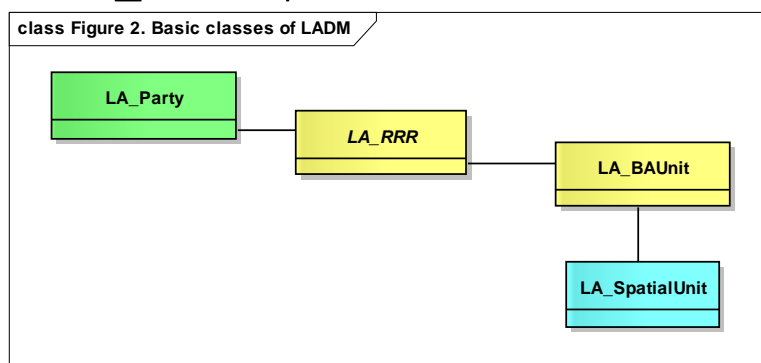 class Figure 2. Basic classes of LADM
LA_Party
LA_RRR
LA_BAUnit
LA_SpatialUnit